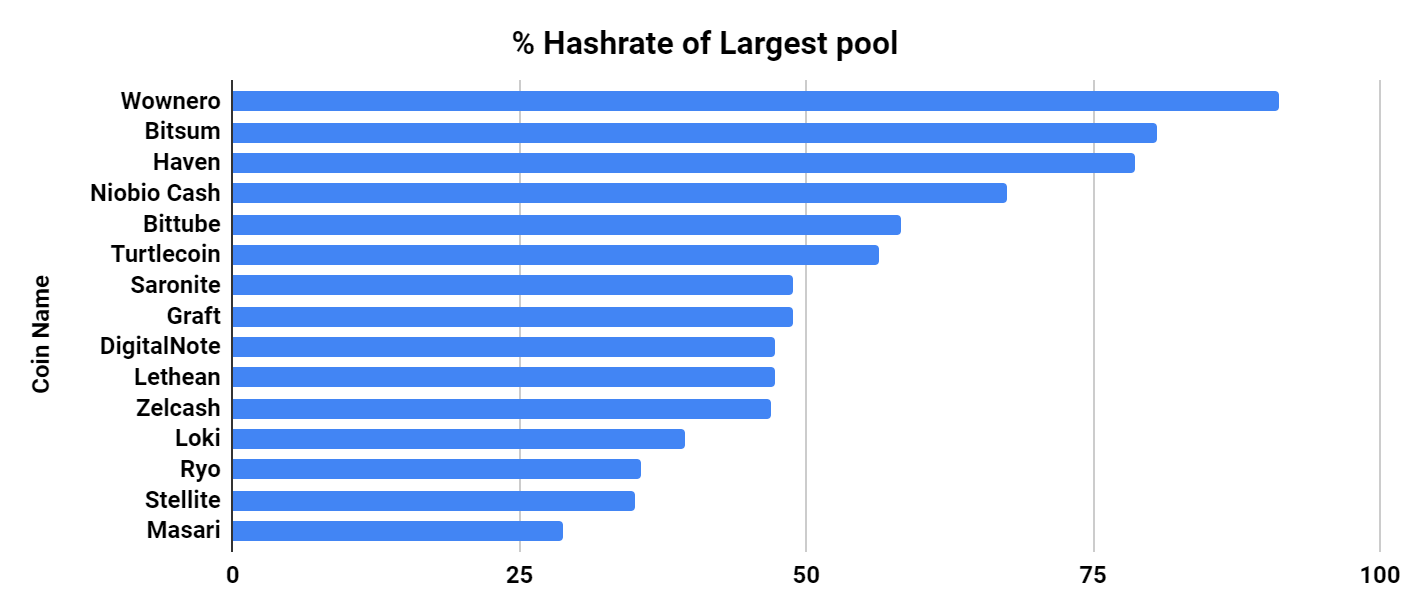 % Hashrate of Largest pool
Coin Name
Wownero
Bitsum
Haven
Niobio Cash
Bittube
Turtlecoin
Saronite
Graft
DigitalNote
Lethean
Zelcash
Loki
Ryo
Stellite
Masari
0 25 50 75 100